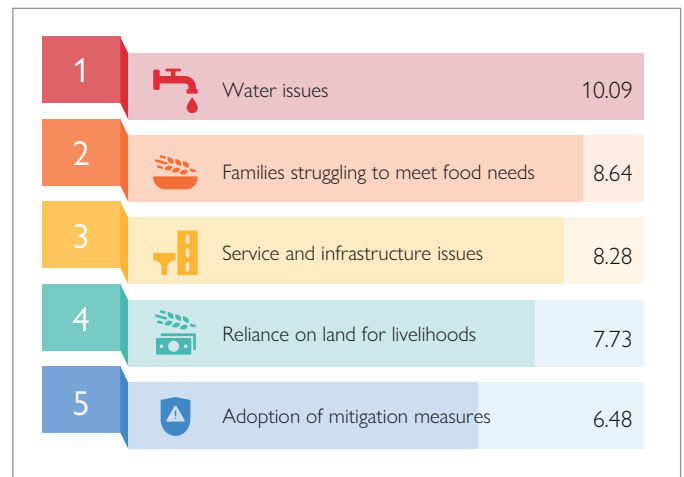 1 Water issues 10.09
2 Families struggling to meet food needs 8.64
3 Service and infrastructure issues 8.28
4 Reliance on land for livelihoods 7.73
5 Adoption of mitigation measures 6.48